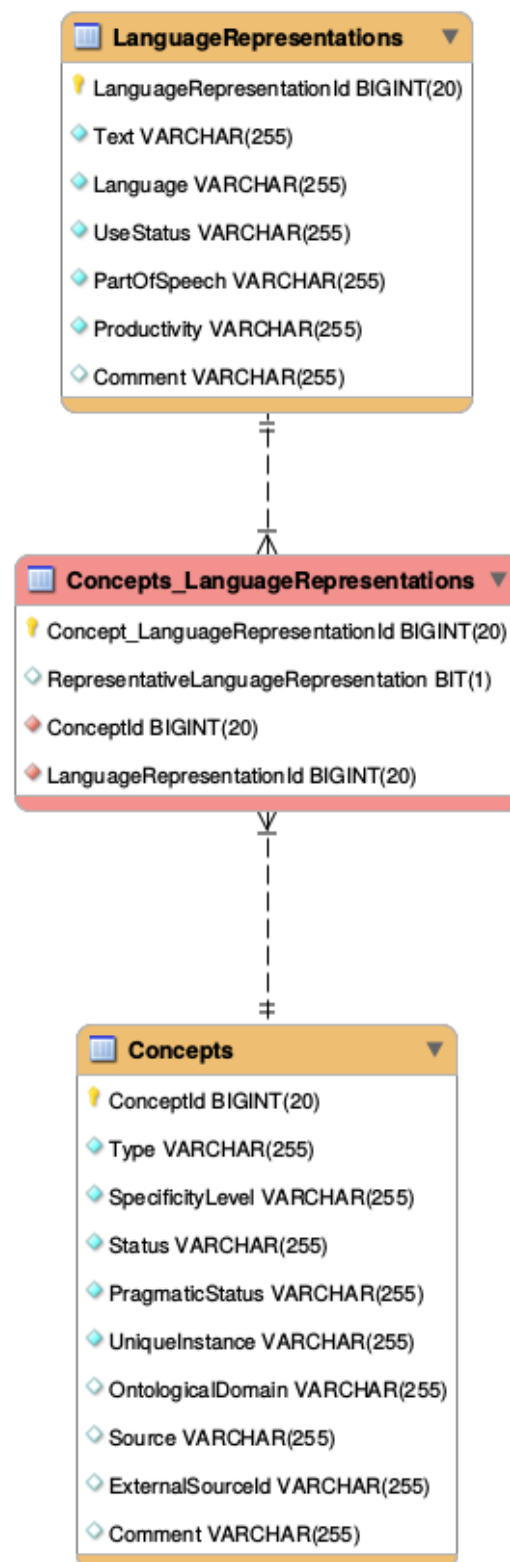 LanguageRepresentations
LanguageRepresentationId BIGINT(20)
Text VARCHAR(255)
Language VARCHAR(255)
UseStatus VARCHAR(255)
PartOfSpeech VARCHAR(255)
Productivity VARCHAR(255)
Comment VARCHAR(255)
Concepts_LanguageRepresentations
Concept_LanguageRepresentationId BIGINT(20)
RepresentativeLanguageRepresentation BIT(1)
ConceptId BIGINT(20)
LanguageRepresentationId BIGINT(20)
Concepts
ConceptId BIGINT(20)
Type VARCHAR(255)
SpecificityLevel VARCHAR(255)
Status VARCHAR(255)
PragmaticStatus VARCHAR(255)
UniqueInstance VARCHAR(255)
OntologicalDomain VARCHAR(255)
Source VARCHAR(255)
ExternalSourceId VARCHAR(255)
Comment VARCHAR(255)